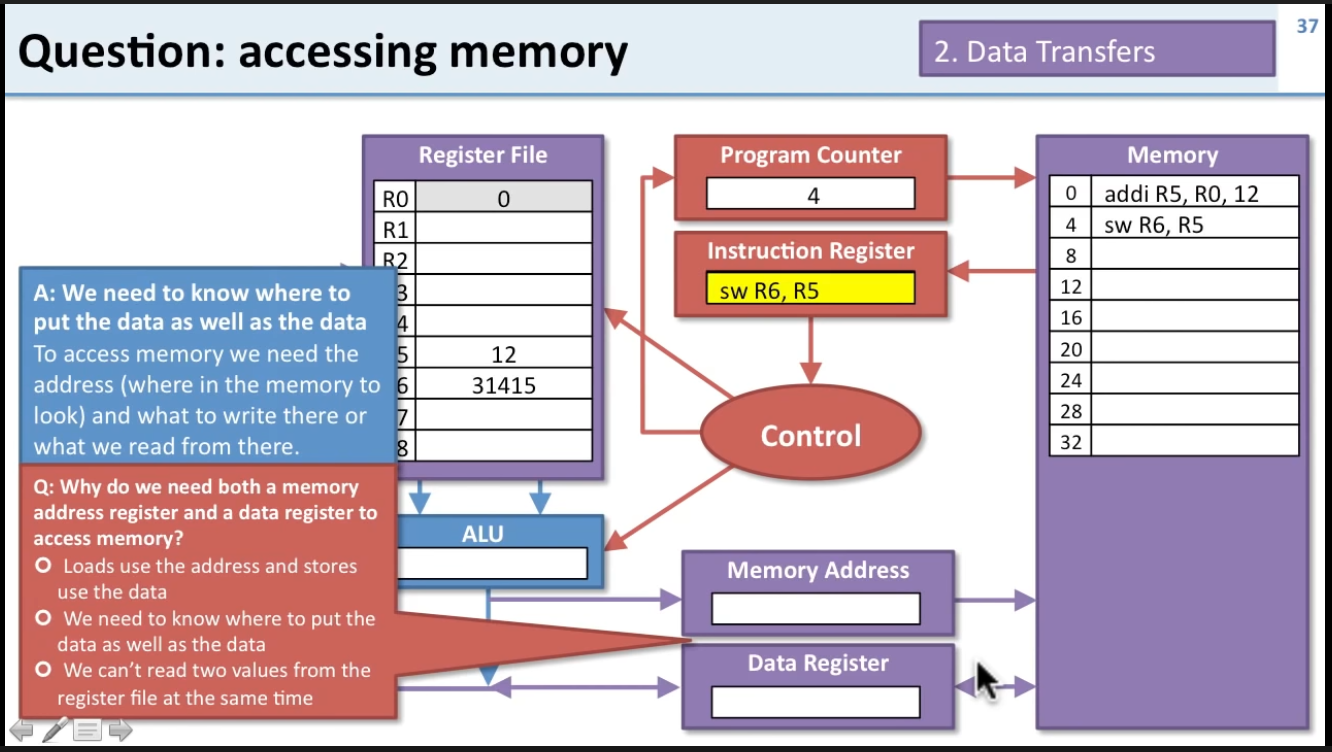 Question: accessing memory
2. Data Transfers
37
Register File
R0 0
R1
R2
3
4
5 12
6 31415
7
8
A: We need to know where to
put the data as well as the data
To access memory we need the
address (where in the memory to
look) and what to write there or
what we read from there.
Q: Why do we need both a memory
address register and a data register to
access memory?
Loads use the address and stores
use the data
We need to know where to put the
data as well as the data
We can't read two values from the
register file at the same time
ALU
Program Counter
4
Instruction Register
sw R6, R5
Control
Memory Address
Data Register
Memory
0 addi R5, R0, 12
4 sw R6, R5
8
12
16
20
24
28
32